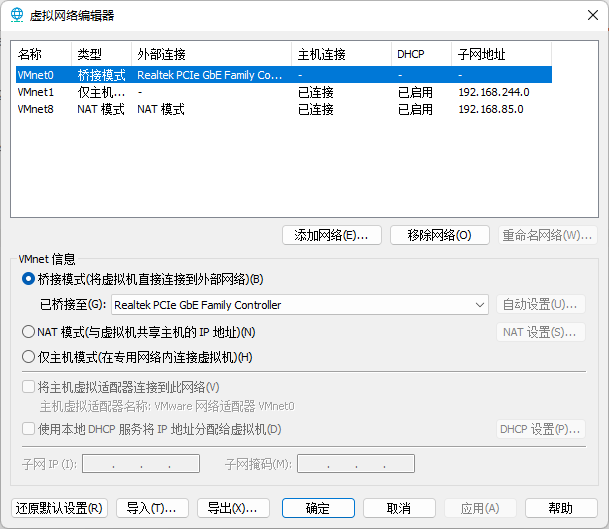 虚拟网络编辑器
名称 类型 外部连接 主机连接 DHCP 子网地址
VMnet0 桥接模式 Realtek PCIe GbE Family Co... - - -
VMnet1 仅主机... - 已连接 已启用 192.168.244.0
VMnet8 NAT 模式 NAT 模式 已连接 已启用 192.168.85.0
添加网络(E)... 移除网络(O) 重命名网络(W)...
VMnet 信息
桥接模式(将虚拟机直接连接到外部网络)(B)
已桥接至(G): Realtek PCIe GbE Family Controller 自动设置(U)...
NAT 模式(与虚拟机共享主机的 IP 地址)(N) NAT 设置(S)...
仅主机模式(在专用网络内连接虚拟机)(H)
将主机虚拟适配器连接到此网络(V)
主机虚拟适配器名称: VMware 网络适配器 VMnet0
使用本地 DHCP 服务将 IP 地址分配给虚拟机(D) DHCP 设置(P)...
子网 IP (I): . . . 子网掩码(M): . . .
还原默认设置(R) 导入(T)... 导出(X)... 确定 取消 应用(A) 帮助